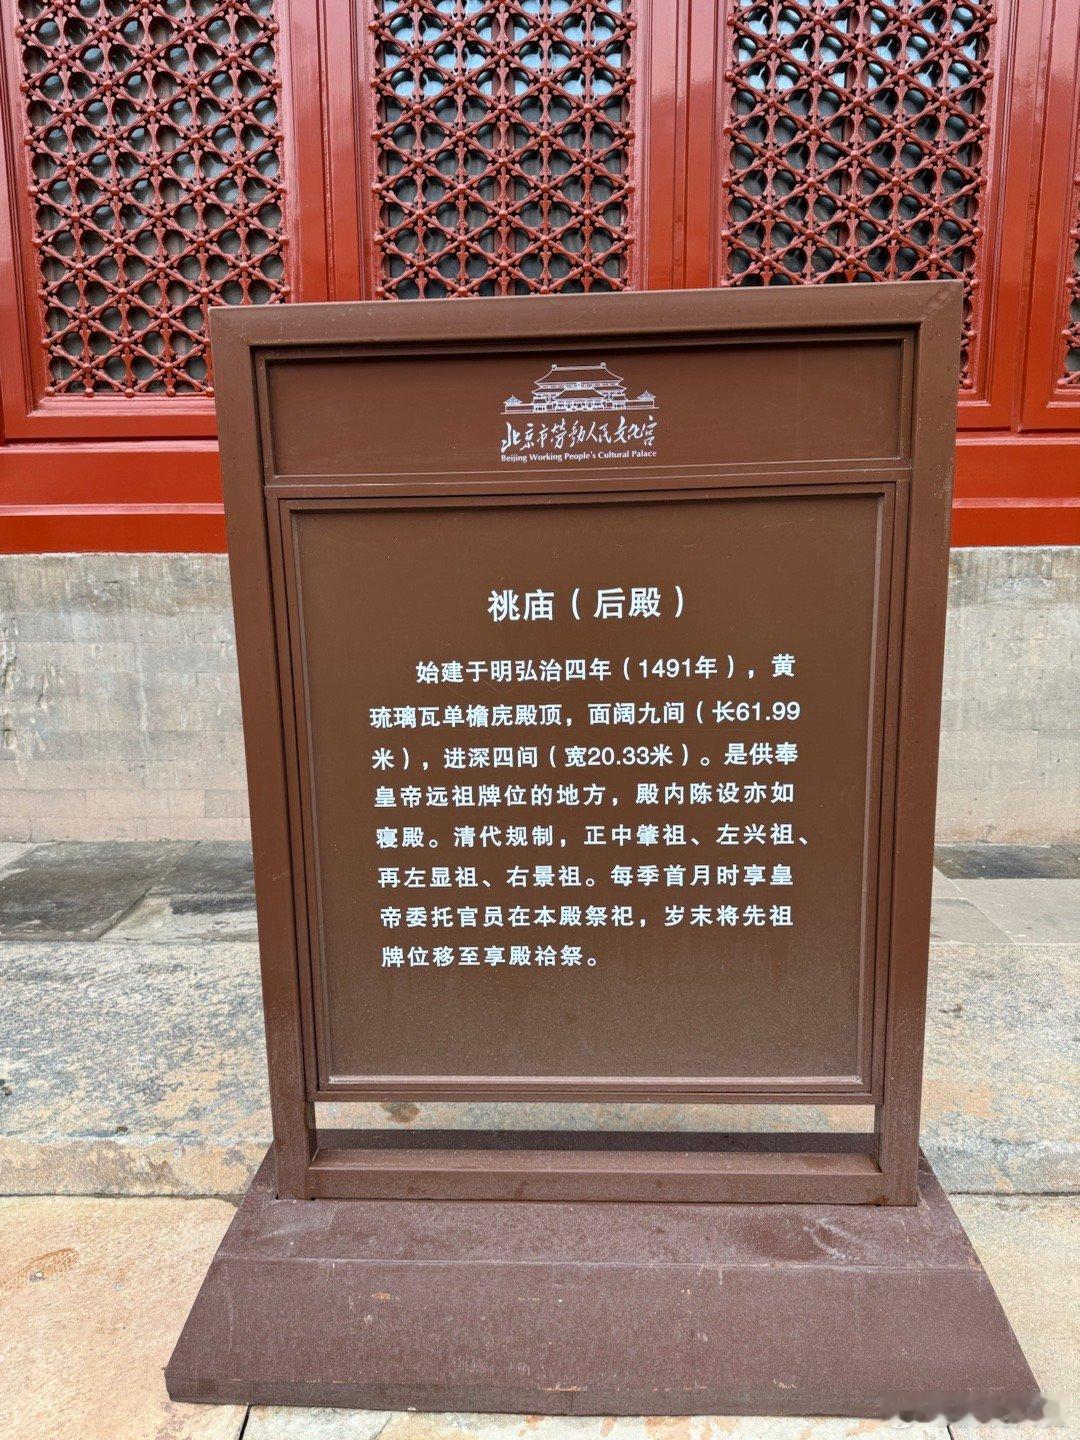 北京市劳动人民文化宫
Beijing Working People's Cultural Palace
祧庙（后殿）
始建于明弘治四年（1491年），黄
琉璃瓦单檐庑殿顶，面阔九间（长61.99
米），进深四间（宽20.33米）。是供奉
皇帝远祖牌位的地方，殿内陈设亦如
寝殿。清代规制，正中肇祖、左兴祖、
再左显祖、右景祖。每季首月时享皇
帝委托官员在本殿祭祀，岁末将先祖
牌位移至享殿祫祭。